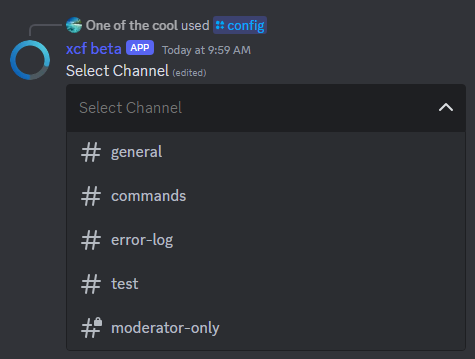 One of the cool used config
xcf beta APP Today at 9:59 AM
Select Channel (edited)
Select Channel
general
commands
error-log
test
moderator-only